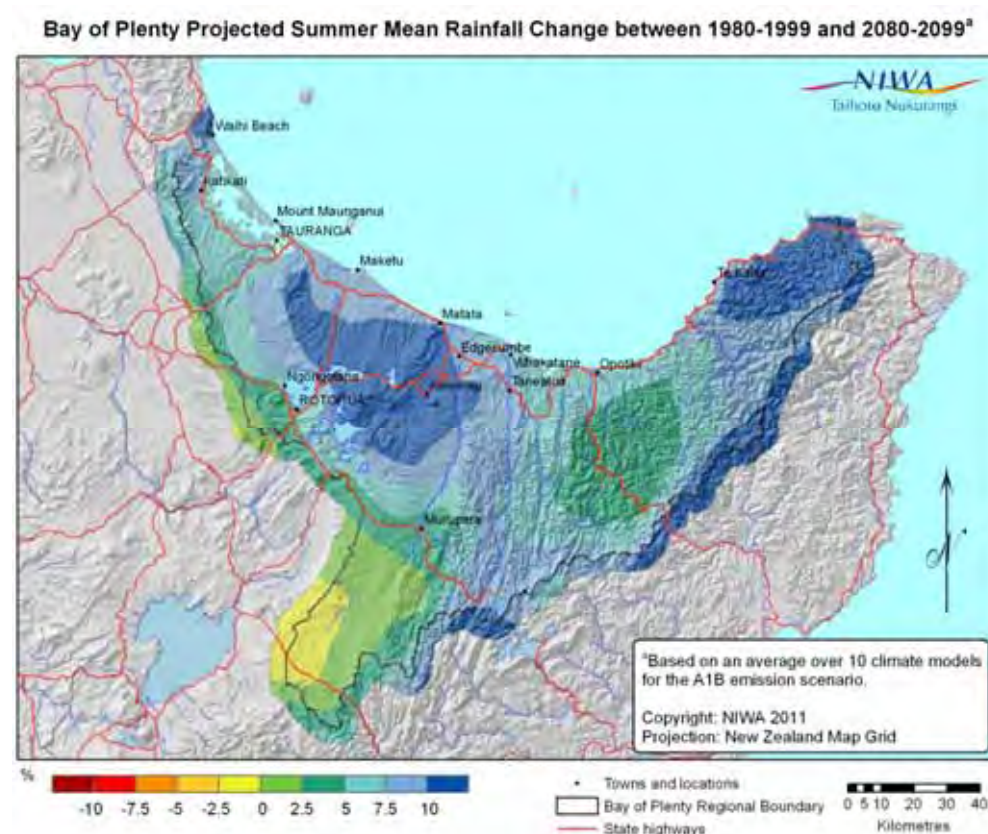 Bay of Plenty Projected Summer Mean Rainfall Change between 1980-1999 and 2080-2099ª
NIWA
Taihoro Nukurangi
Waihi Beach
Katikati
Mount Maunganui
TAURANGA
Maketu
Te Kaha
Matata
Edgecumbe
Whakatane
Opotiki
Ngongotaha
Taneatua
ROTORUA
Murupara
ªBased on an average over 10 climate models
for the A1B emission scenario.
Copyright: NIWA 2011
Projection: New Zealand Map Grid
%
-10 -7.5 -5 -2.5 0 2.5 5 7.5 10
Towns and locations
Bay of Plenty Regional Boundary
State highways
0 5 10 20 30 40
Kilometres